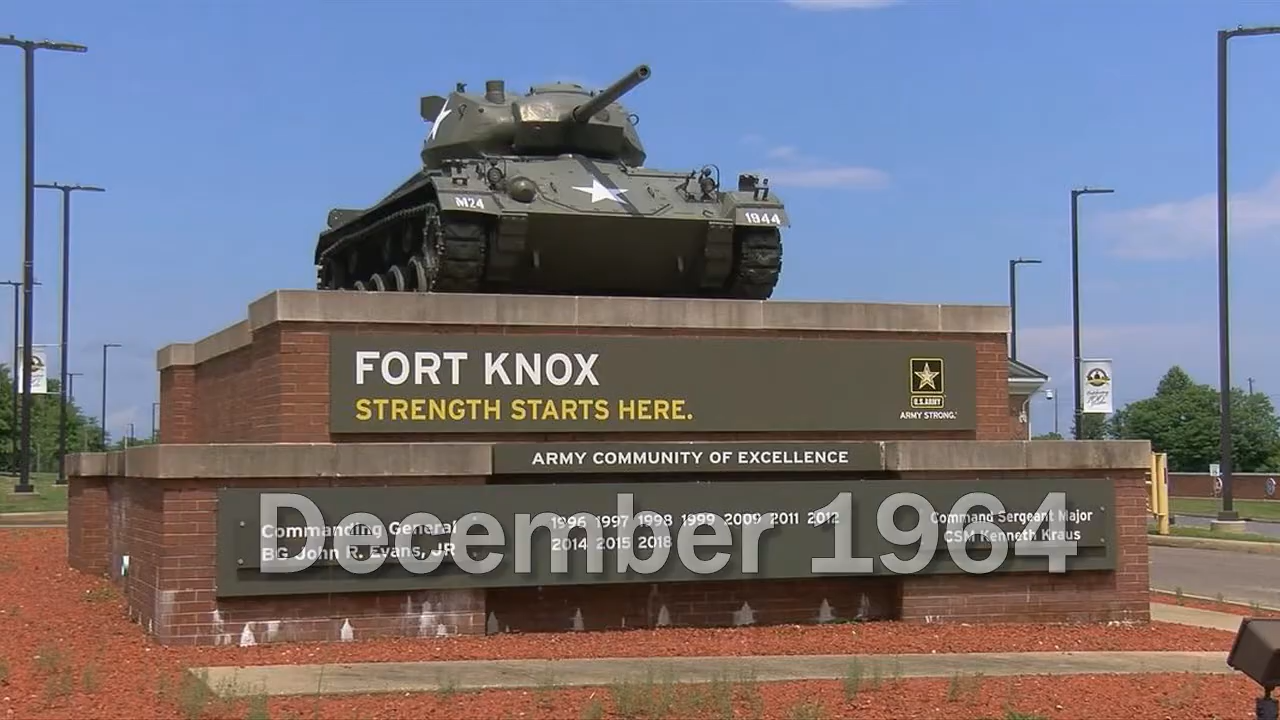 M24
1944
FORT KNOX
STRENGTH STARTS HERE.
U.S.ARMY
ARMY STRONG.
ARMY COMMUNITY OF EXCELLENCE
December 1964
Commanding General
BG John R. Evans, JR
1996 1997 1998 1999 2009 2011 2012
2014 2015 2018
Command Sergeant Major
CSM Kenneth Kraus